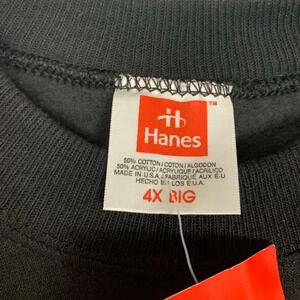 ™
Hanes
50% COTTON/COTON/ALGODON
50% ACRYLIC/ACRYLIQUE/ACRILICO
MADE IN U.S.A./FABRIQUÉ AUX É-U
HECHO EN LOS E.U.A.
4X BIG